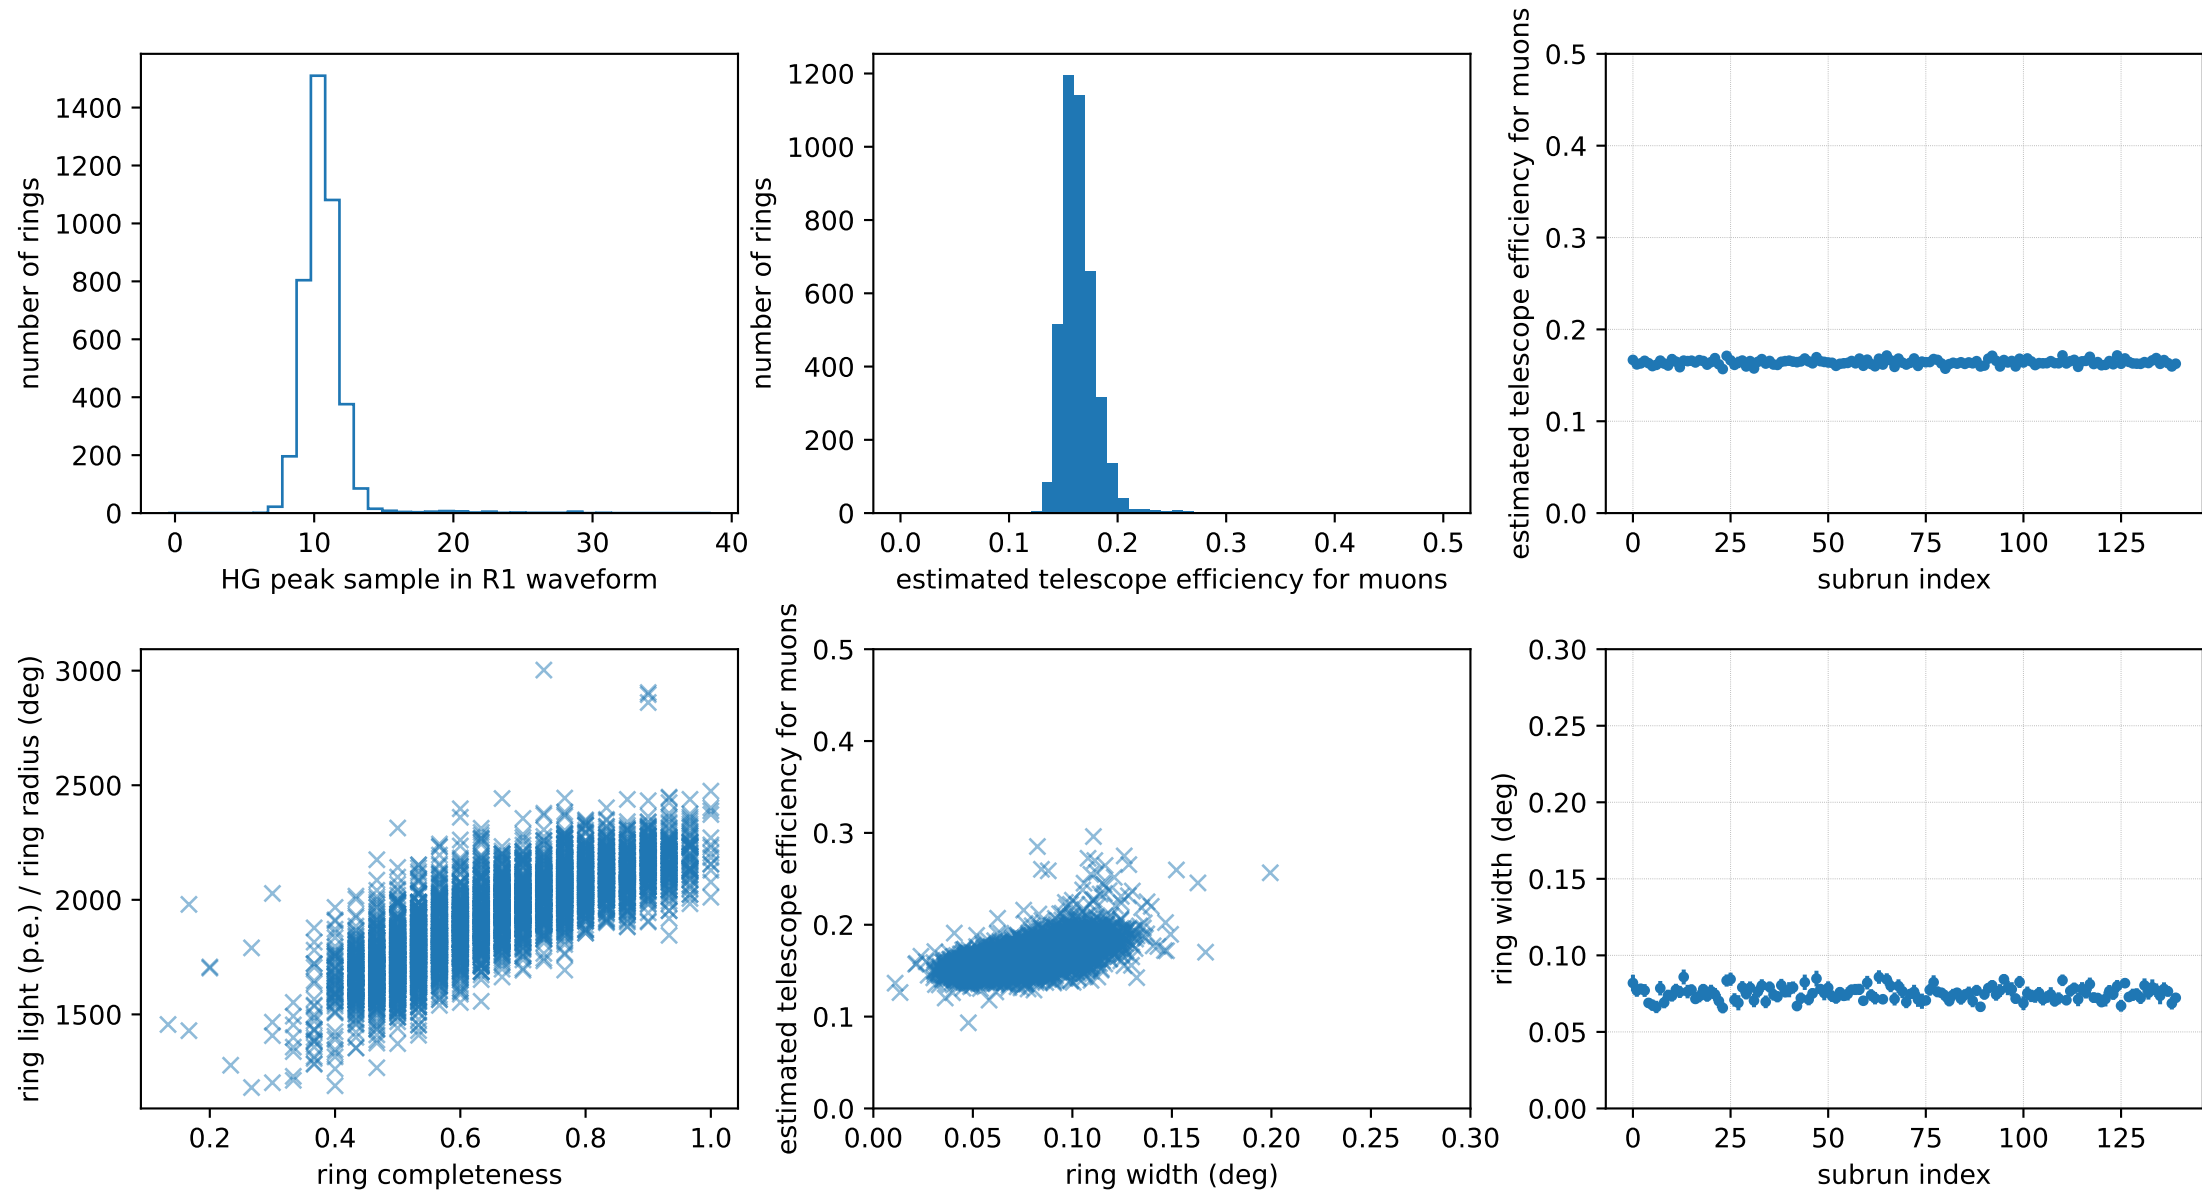 number of rings
1400
1200
1000
800
600
400
200
0
0 10 20 30 40
HG peak sample in R1 waveform
number of rings
1200
1000
800
600
400
200
0
0.0 0.1 0.2 0.3 0.4 0.5
estimated telescope efficiency for muons
estimated telescope efficiency for muons
0.5
0.4
0.3
0.2
0.1
0.0
0 25 50 75 100 125
subrun index
ring light (p.e.) / ring radius (deg)
3000
2500
2000
1500
0.2 0.4 0.6 0.8 1.0
ring completeness
estimated telescope efficiency for muons
0.5
0.4
0.3
0.2
0.1
0.0
0.00 0.05 0.10 0.15 0.20 0.25 0.30
ring width (deg)
ring width (deg)
0.30
0.25
0.20
0.15
0.10
0.05
0.00
0 25 50 75 100 125
subrun index